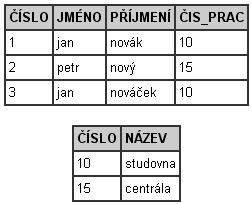 ČÍSLO JMÉNO PŘÍJMENÍ ČIS_PRAC
1 jan novák 10
2 petr nový 15
3 jan nováček 10
ČÍSLO NÁZEV
10 studovna
15 centrála